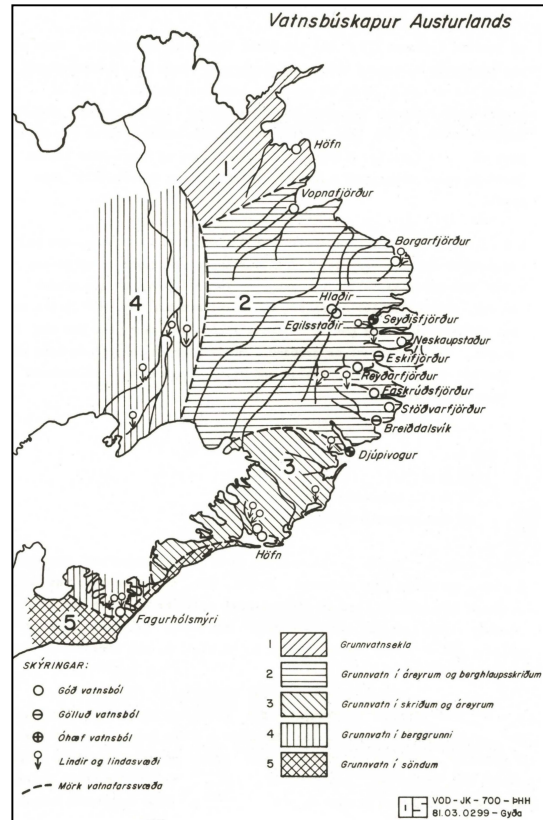 Vatnsbúskapur Austurlands
1
Höfn
Vopnafjörður
Borgarfjörður
4
2
Hlaðir
Egilsstaðir
Seyðisfjörður
Neskaupstaður
Eskifjörður
Reyðarfjörður
Fáskrúðsfjörður
Stöðvarfjörður
Breiðdalsvík
Djúpivogur
3
Höfn
5
Fagurhólsmýri
SKÝRINGAR:
Góð vatnsból
Gölluð vatnsból
Óhæf vatnsból
Lindir og lindasvæði
Mörk vatnafarssvæða
1 Grunnvatnsekla
2 Grunnvatn í áreyrum og berghlaupsskriðum
3 Grunnvatn í skriðum og áreyrum
4 Grunnvatn í berggrunni
5 Grunnvatn í söndum
VOD-JK-700-ÞHH
81.03.0299-Gyða